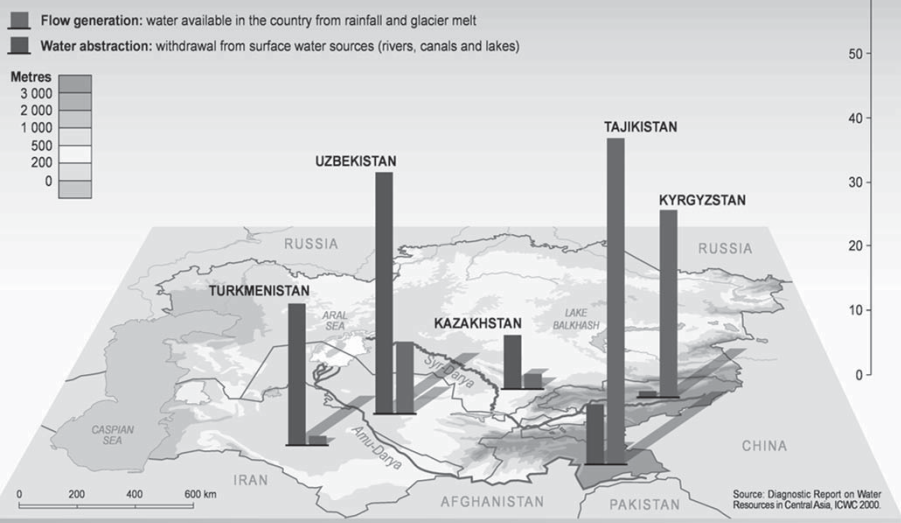 Flow generation: water available in the country from rainfall and glacier melt
Water abstraction: withdrawal from surface water sources (rivers, canals and lakes)
Metres
3 000
2 000
1 000
500
200
0
50
40
30
20
10
0
TAJIKISTAN
UZBEKISTAN
KYRGYZSTAN
RUSSIA
RUSSIA
TURKMENISTAN
ARAL
SEA
KAZAKHSTAN
LAKE
BALKHASH
Syr-Darya
Amu-Darya
CASPIAN
SEA
IRAN
AFGHANISTAN
PAKISTAN
CHINA
0 200 400 600 km
Source: Diagnostic Report on Water
Resources in Central Asia, ICWC 2000.